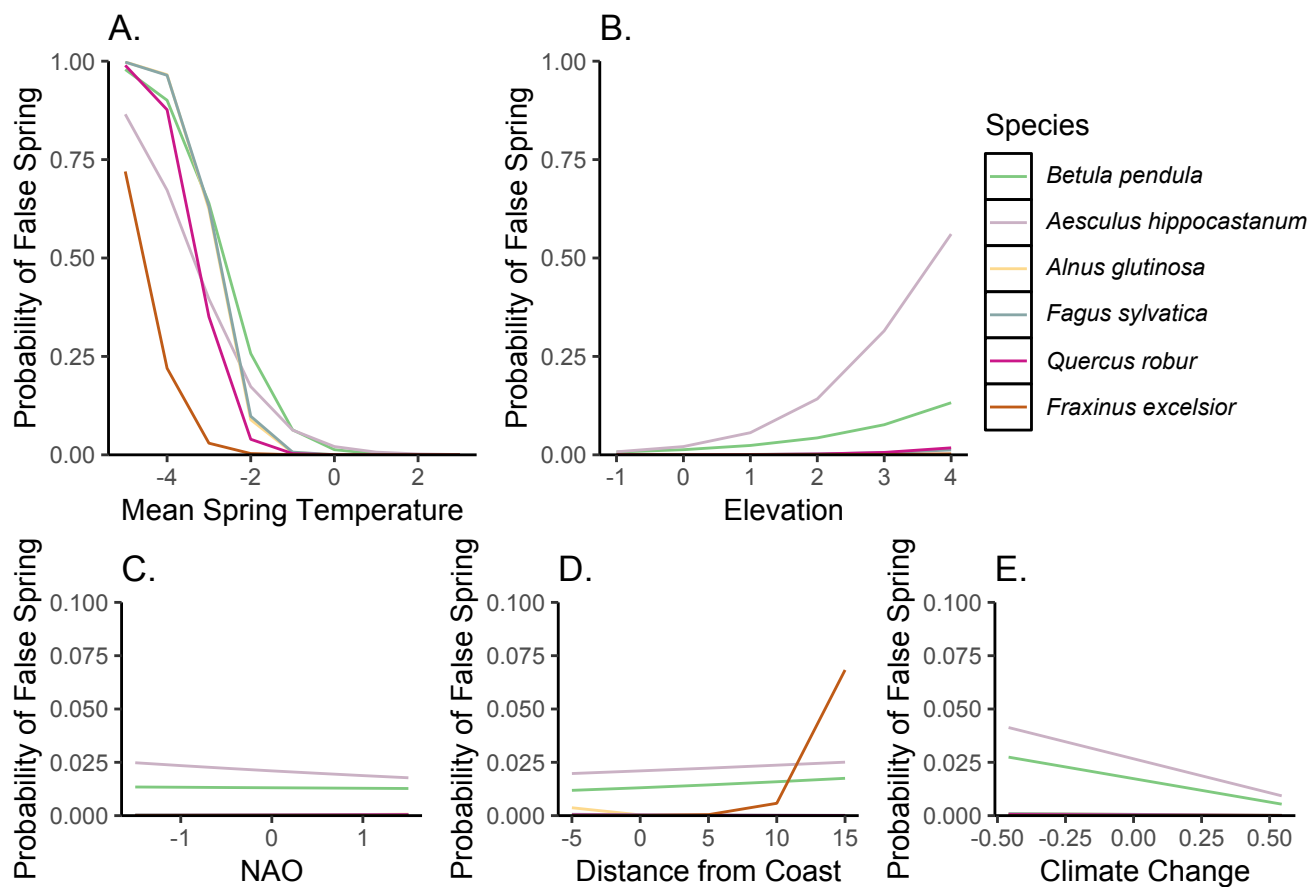 A.
B.
Probability of False Spring
1.00
0.75
0.50
0.25
0.00
-4
-2
0
2
Mean Spring Temperature
Probability of False Spring
1.00
0.75
0.50
0.25
0.00
-1
0
1
2
3
4
Elevation
Species
Betula pendula
Aesculus hippocastanum
Alnus glutinosa
Fagus sylvatica
Quercus robur
Fraxinus excelsior
C.
Probability of False Spring
0.100
0.075
0.050
0.025
0.000
-1
0
1
NAO
D.
Probability of False Spring
0.100
0.075
0.050
0.025
0.000
-5
0
5
10
15
Distance from Coast
E.
Probability of False Spring
0.100
0.075
0.050
0.025
0.000
-0.50
-0.25
0.00
0.25
0.50
Climate Change